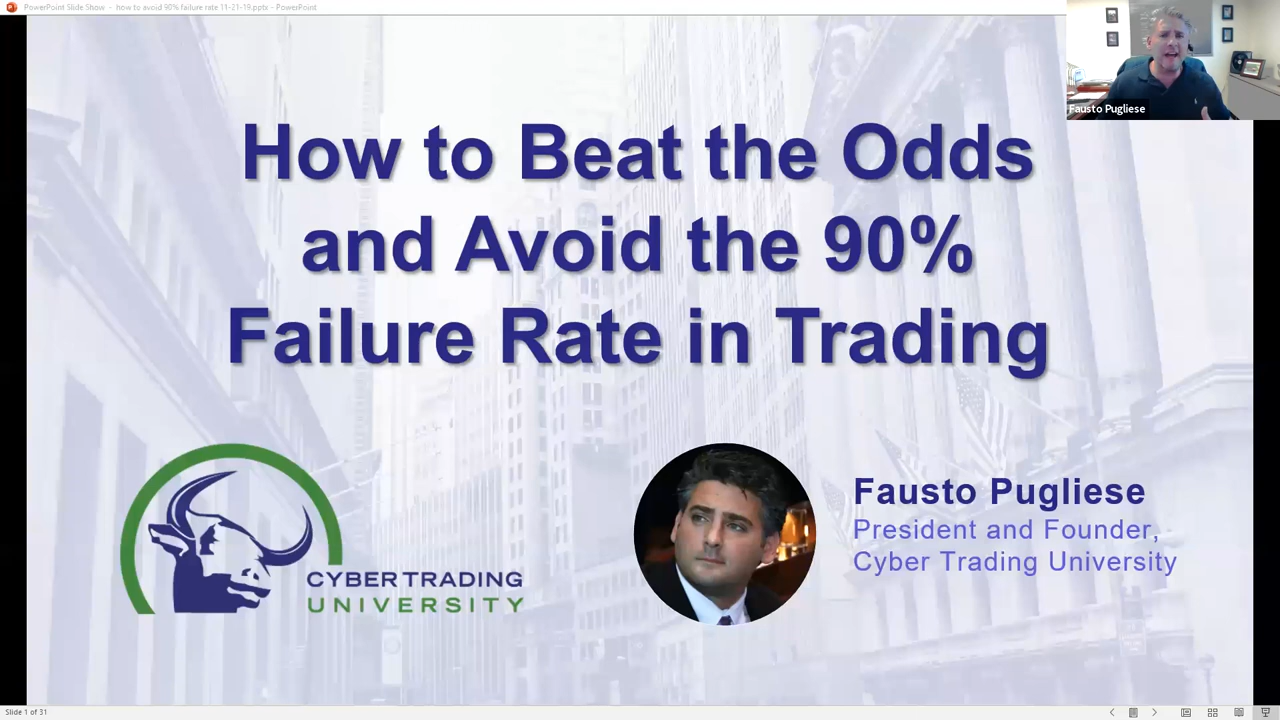 PowerPoint Slide Show - how to avoid 90% failure rate 11-21-19.pptx - PowerPoint
Fausto Pugliese
How to Beat the Odds
and Avoid the 90%
Failure Rate in Trading
Fausto Pugliese
President and Founder,
Cyber Trading University
CYBER TRADING
UNIVERSITY
Slide 1 of 31